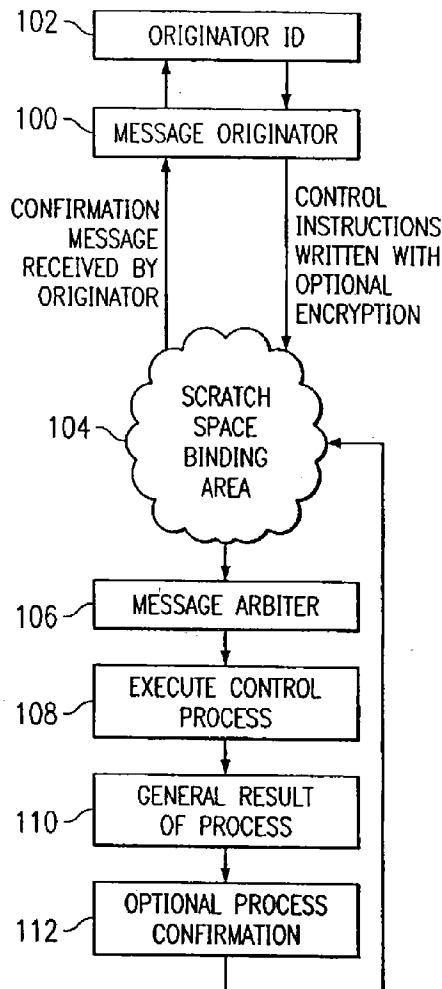 102
ORIGINATOR ID
100
MESSAGE ORIGINATOR
CONFIRMATION
MESSAGE
RECEIVED BY
ORIGINATOR
CONTROL
INSTRUCTIONS
WRITTEN WITH
OPTIONAL
ENCRYPTION
104
SCRATCH
SPACE
BINDING
AREA
106
MESSAGE ARBITER
108
EXECUTE CONTROL
PROCESS
110
GENERAL RESULT
OF PROCESS
112
OPTIONAL PROCESS
CONFIRMATION